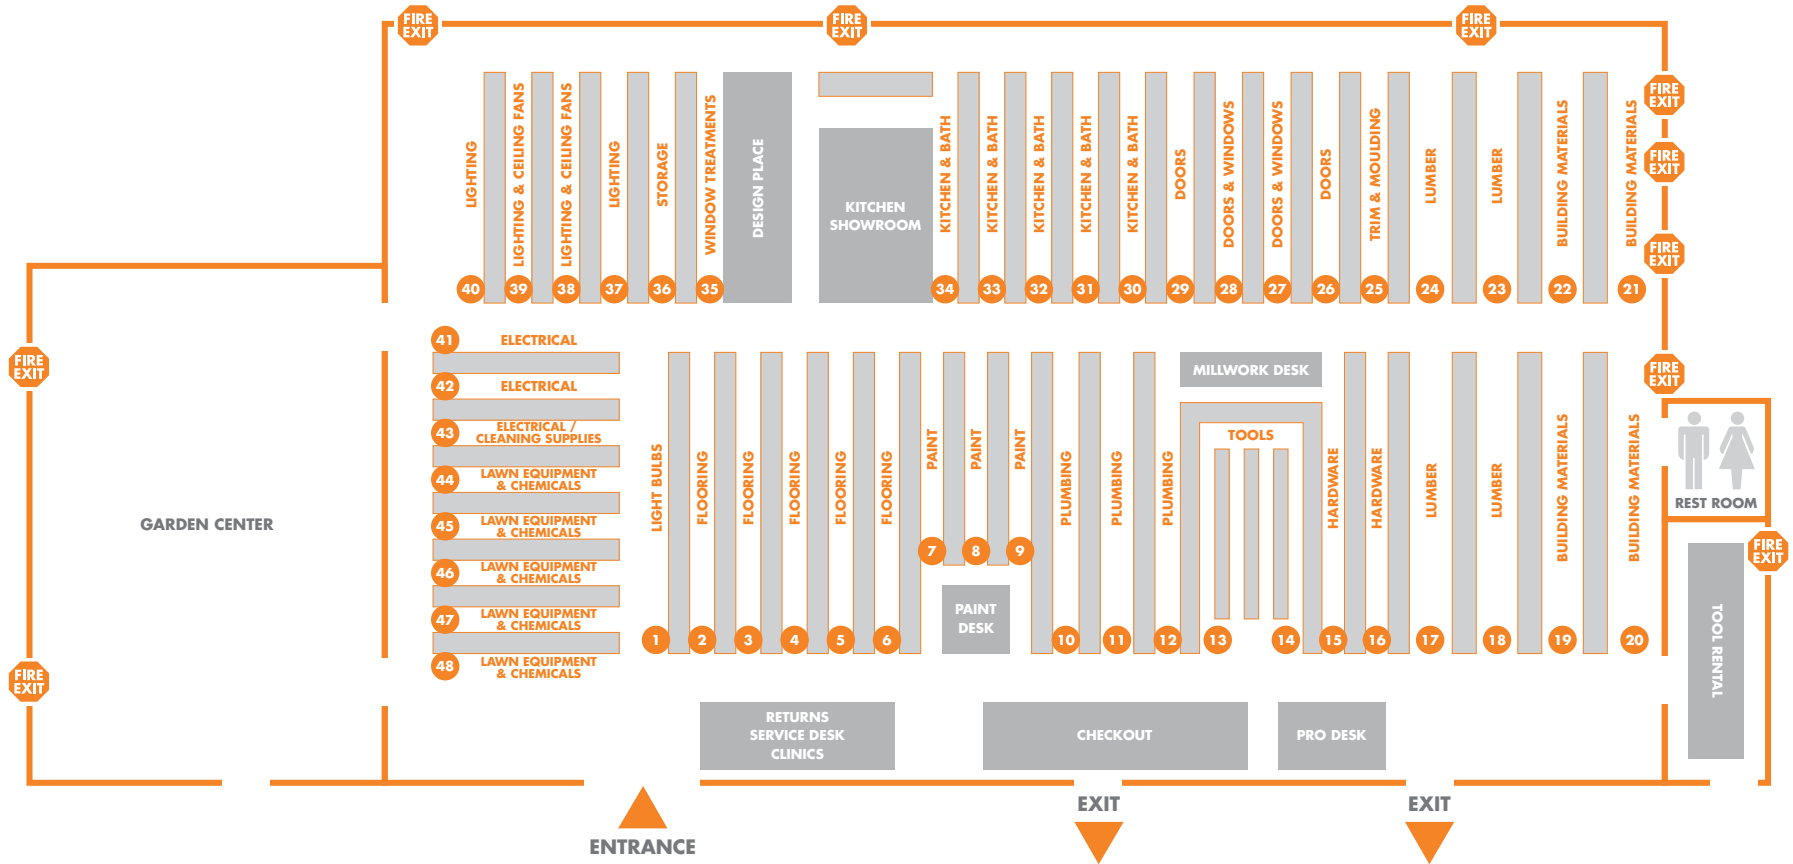 FIRE
EXIT
FIRE
EXIT
FIRE
EXIT
LIGHTING
LIGHTING & CEILING FANS
LIGHTING & CEILING FANS
LIGHTING
STORAGE
WINDOW TREATMENTS
DESIGN PLACE
KITCHEN
SHOWROOM
KITCHEN & BATH
KITCHEN & BATH
KITCHEN & BATH
KITCHEN & BATH
KITCHEN & BATH
DOORS
DOORS & WINDOWS
DOORS & WINDOWS
DOORS
TRIM & MOULDING
LUMBER
LUMBER
BUILDING MATERIALS
BUILDING MATERIALS
FIRE
EXIT
FIRE
EXIT
FIRE
EXIT
40
39
38
37
36
35
34
33
32
31
30
29
28
27
26
25
24
23
22
21
FIRE
EXIT
FIRE
EXIT
41
ELECTRICAL
42
ELECTRICAL
43
ELECTRICAL /
CLEANING SUPPLIES
44
LAWN EQUIPMENT
& CHEMICALS
45
LAWN EQUIPMENT
& CHEMICALS
46
LAWN EQUIPMENT
& CHEMICALS
47
LAWN EQUIPMENT
& CHEMICALS
48
LAWN EQUIPMENT
& CHEMICALS
GARDEN CENTER
FIRE
EXIT
LIGHT BULBS
FLOORING
FLOORING
FLOORING
FLOORING
FLOORING
PAINT
PAINT
PAINT
PLUMBING
PLUMBING
PLUMBING
MILLWORK DESK
TOOLS
HARDWARE
HARDWARE
LUMBER
LUMBER
BUILDING MATERIALS
BUILDING MATERIALS
REST ROOM
FIRE
EXIT
TOOL RENTAL
7
8
9
PAINT
DESK
1
2
3
4
5
6
10
11
12
13
14
15
16
17
18
19
20
RETURNS
SERVICE DESK
CLINICS
CHECKOUT
PRO DESK
ENTRANCE
EXIT
EXIT